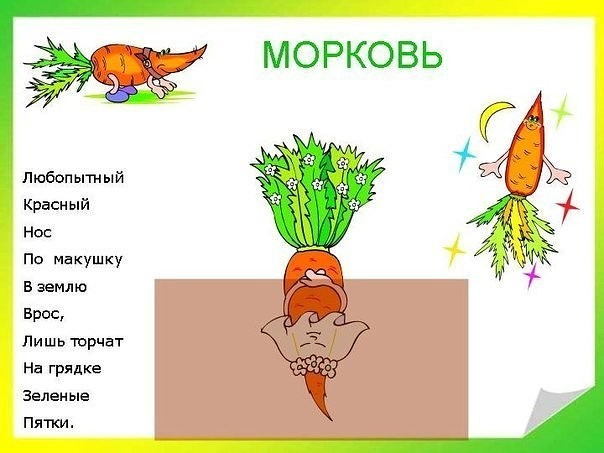 МОРКОВЬ
Любопытный
Красный
Нос
По макушку
В землю
Врос,
Лишь торчат
На грядке
Зеленые
Пятки.